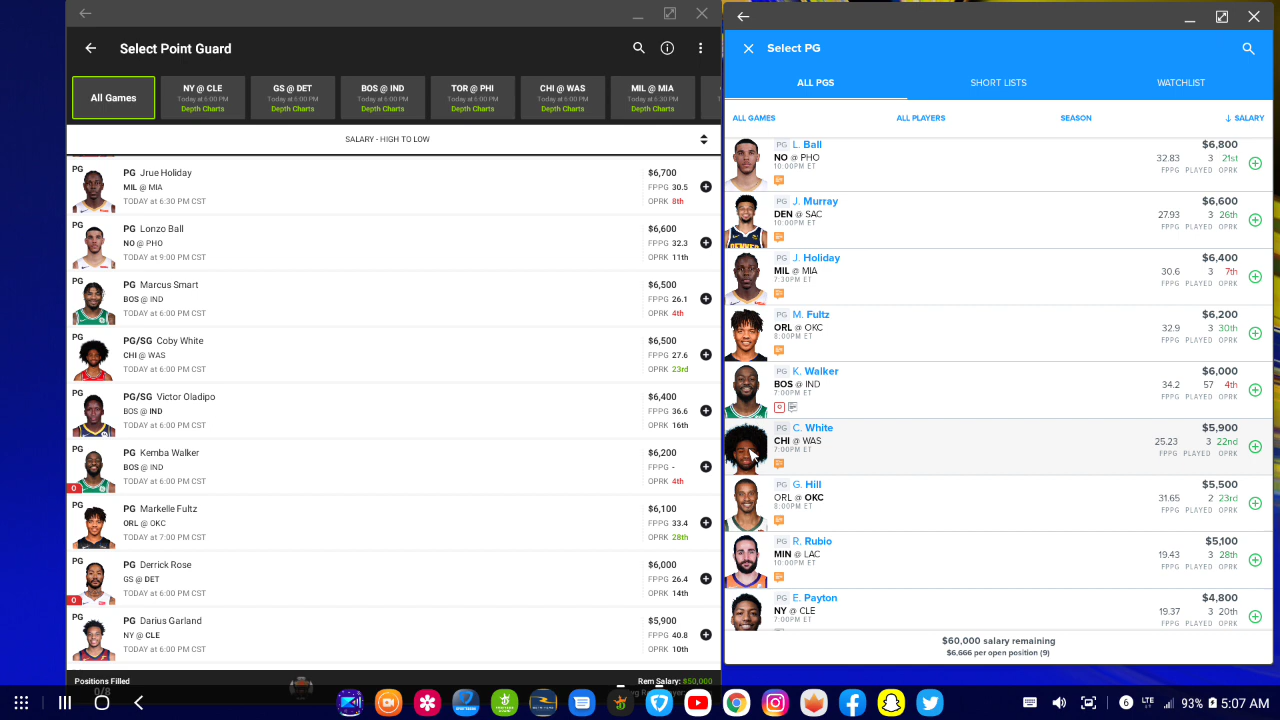 Select Point Guard
All Games
NY @ CLE
Today at 6:00 PM
Depth Charts
GS @ DET
Today at 6:00 PM
Depth Charts
BOS @ IND
Today at 6:00 PM
Depth Charts
TOR @ PHI
Today at 6:00 PM
Depth Charts
CHI @ WAS
Today at 6:00 PM
Depth Charts
MIL @ MIA
Today at 6:30 PM
Depth Charts
SALARY - HIGH TO LOW
PG
PG Jrue Holiday
$6,700
MIL @ MIA
FPPG 30.5
TODAY at 6:30 PM CST
OPRK 8th
PG
PG Lonzo Ball
$6,600
NO @ PHO
FPPG 32.3
TODAY at 9:00 PM CST
OPRK 11th
PG
PG Marcus Smart
$6,500
BOS @ IND
FPPG 26.1
TODAY at 6:00 PM CST
OPRK 4th
PG
PG/SG Coby White
$6,500
CHI @ WAS
FPPG 27.6
TODAY at 6:00 PM CST
OPRK 23rd
PG
PG/SG Victor Oladipo
$6,400
BOS @ IND
FPPG 36.6
TODAY at 6:00 PM CST
OPRK 16th
PG
PG Kemba Walker
$6,200
BOS @ IND
FPPG -
TODAY at 6:00 PM CST
OPRK 4th
O
PG
PG Markelle Fultz
$6,100
ORL @ OKC
FPPG 33.4
TODAY at 7:00 PM CST
OPRK 28th
PG
PG Derrick Rose
$6,000
GS @ DET
FPPG 26.4
TODAY at 6:00 PM CST
OPRK 14th
O
PG
PG Darius Garland
$5,900
NY @ CLE
FPPG 40.8
TODAY at 6:00 PM CST
OPRK 10th
Positions Filled
Rem Salary: $50,000
0/8
Select PG
ALL PGS
SHORT LISTS
WATCHLIST
ALL GAMES
ALL PLAYERS
SEASON
↓ SALARY
PG L. Ball
$6,800
NO @ PHO
32.83 3 21st
10:00PM ET
FPPG PLAYED OPRK
PG J. Murray
$6,600
DEN @ SAC
27.93 3 26th
10:00PM ET
FPPG PLAYED OPRK
PG J. Holiday
$6,400
MIL @ MIA
30.6 3 7th
7:30PM ET
FPPG PLAYED OPRK
PG M. Fultz
$6,200
ORL @ OKC
32.9 3 30th
8:00PM ET
FPPG PLAYED OPRK
PG K. Walker
$6,000
BOS @ IND
34.2 57 4th
7:00PM ET
FPPG PLAYED OPRK
O
PG C. White
$5,900
CHI @ WAS
25.23 3 22nd
7:00PM ET
FPPG PLAYED OPRK
PG G. Hill
$5,500
ORL @ OKC
31.65 2 23rd
8:00PM ET
FPPG PLAYED OPRK
PG R. Rubio
$5,100
MIN @ LAC
19.43 3 28th
10:00PM ET
FPPG PLAYED OPRK
PG E. Payton
$4,800
NY @ CLE
19.37 3 20th
7:00PM ET
FPPG PLAYED OPRK
$60,000 salary remaining
$6,666 per open position (9)
6 LTE 93% 5:07 AM